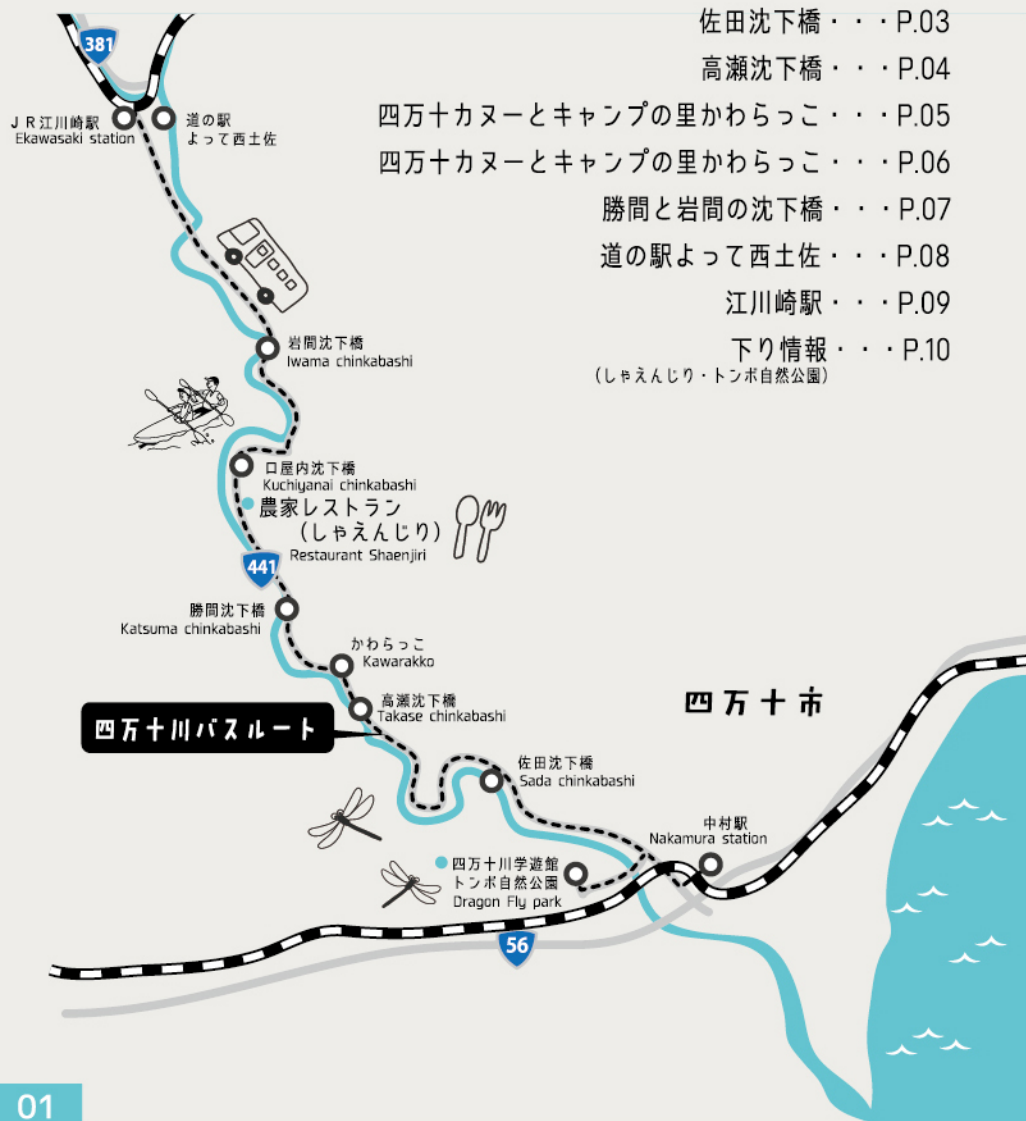 佐田沈下橋・・・P.03
高瀬沈下橋・・・P.04
四万十カヌーとキャンプの里かわらっこ・・・P.05
四万十カヌーとキャンプの里かわらっこ・・・P.06
勝間と岩間の沈下橋・・・P.07
道の駅よって西土佐・・・P.08
江川崎駅・・・P.09
下り情報・・・P.10
(しゃえんじり・トンボ自然公園)
381
JR江川崎駅
Ekawasaki station
道の駅
よって西土佐
岩間沈下橋
Iwama chinkabashi
口屋内沈下橋
Kuchiyanai chinkabashi
農家レストラン
(しゃえんじり)
Restaurant Shaenjiri
441
勝間沈下橋
Katsuma chinkabashi
かわらっこ
Kawarakko
高瀬沈下橋
Takase chinkabashi
四万十市
四万十川バスルート
佐田沈下橋
Sada chinkabashi
中村駅
Nakamura station
四万十川学遊館
トンボ自然公園
Dragon Fly park
56
01